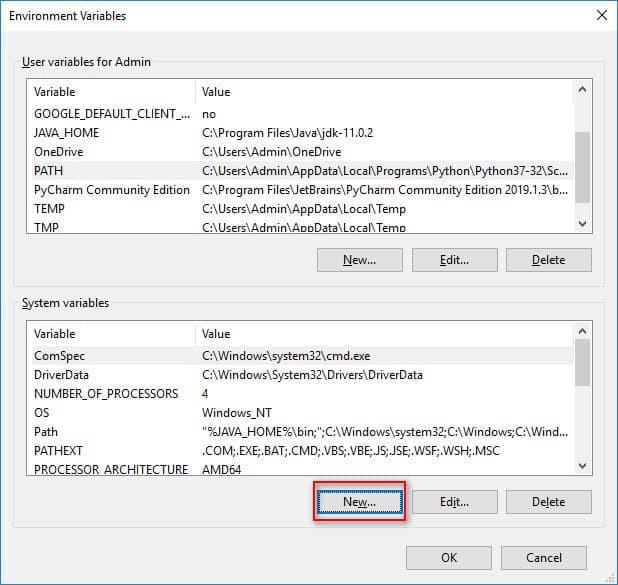 Environment Variables
User variables for Admin
Variable Value
GOOGLE_DEFAULT_CLIENT_... no
JAVA_HOME C:\Program Files\Java\jdk-11.0.2
OneDrive C:\Users\Admin\OneDrive
PATH C:\Users\Admin\AppData\Local\Programs\Python\Python37-32\Sc...
PyCharm Community Edition C:\Program Files\JetBrains\PyCharm Community Edition 2019.1.3\b...
TEMP C:\Users\Admin\AppData\Local\Temp
TMP C:\Users\Admin\AppData\Local\Temp
New... Edit... Delete
System variables
Variable Value
ComSpec C:\Windows\system32\cmd.exe
DriverData C:\Windows\System32\Drivers\DriverData
NUMBER_OF_PROCESSORS 4
OS Windows_NT
Path "%JAVA_HOME%\bin;";C:\Windows\system32;C:\Windows;C:\Wind...
PATHEXT .COM;.EXE;.BAT;.CMD;.VBS;.VBE;.JS;.JSE;.WSF;.WSH;.MSC
PROCESSOR_ARCHITECTURE AMD64
New... Edit... Delete
OK Cancel